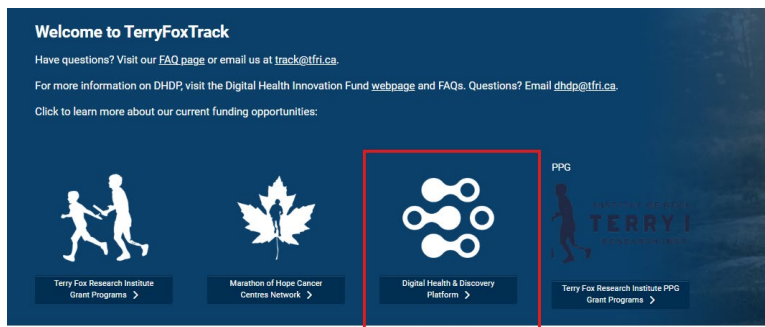 Welcome to TerryFoxTrack
Have questions? Visit our FAQ page or email us at track@tfri.ca.
For more information on DHDP, visit the Digital Health Innovation Fund webpage and FAQs. Questions? Email dhdp@tfri.ca.
Click to learn more about our current funding opportunities:
PPG
TERRY
Terry Fox Research Institute
Grant Programs >
Marathon of Hope Cancer
Centres Network >
Digital Health & Discovery
Platform >
Terry Fox Research Institute PPG
Grant Programs >